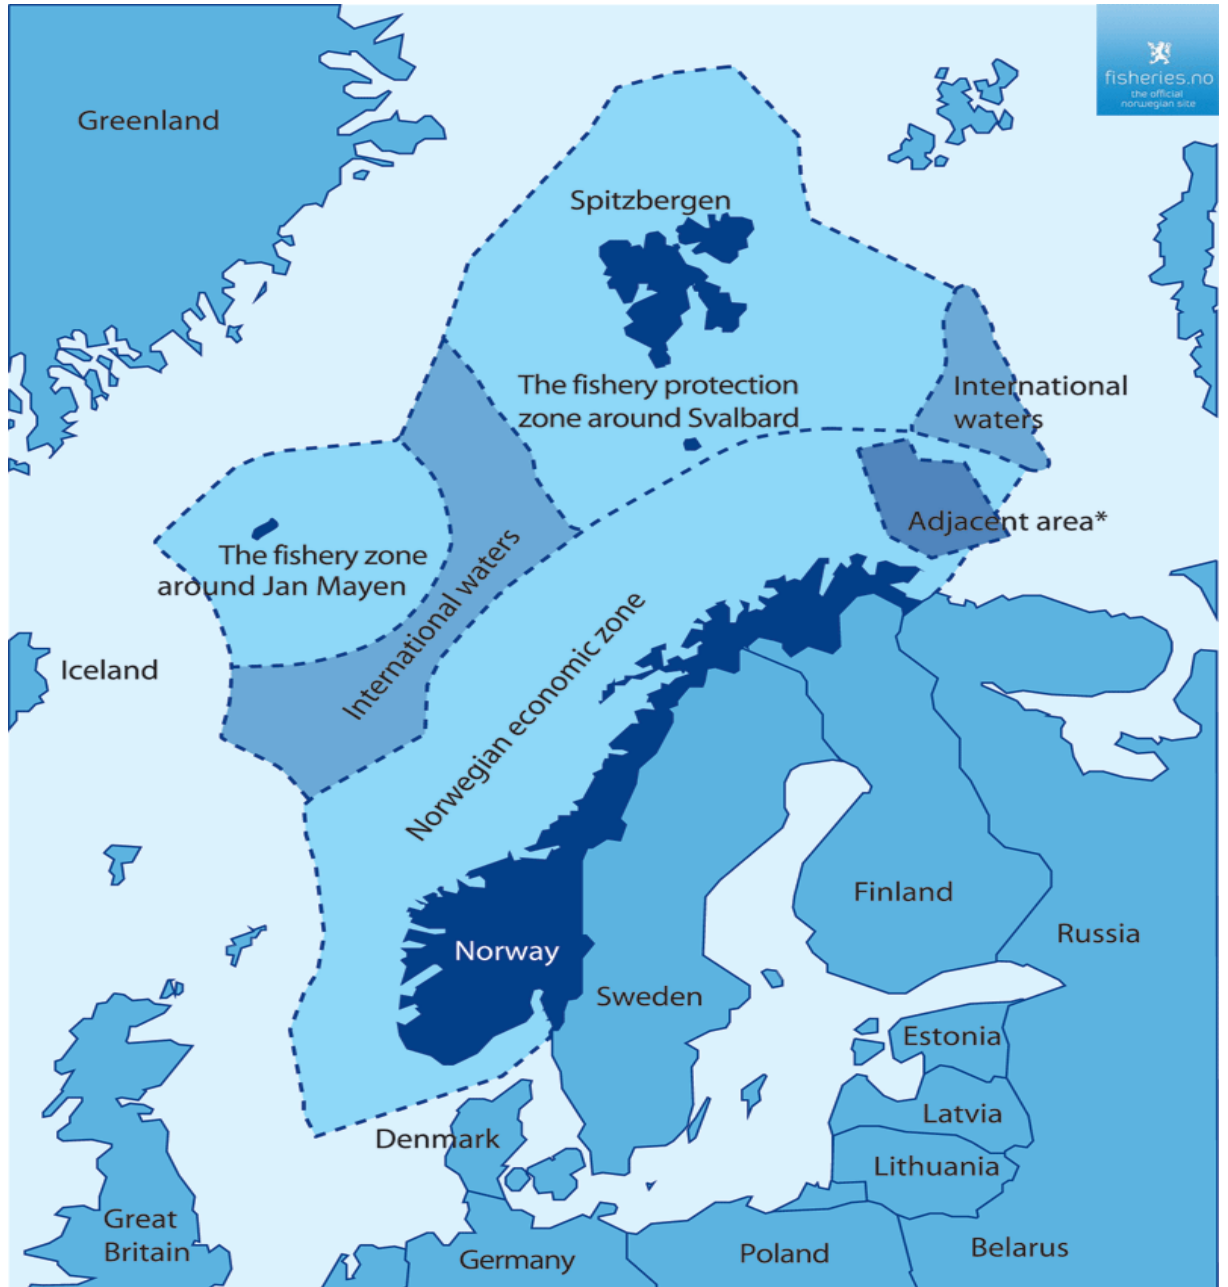 fisheries.no
the official
norwegian site
Greenland
Spitzbergen
The fishery protection
zone around Svalbard
International
waters
Adjacent area*
The fishery zone
around Jan Mayen
International waters
Iceland
Norwegian economic zone
Finland
Russia
Norway
Sweden
Estonia
Latvia
Denmark
Lithuania
Great
Britain
Germany
Poland
Belarus